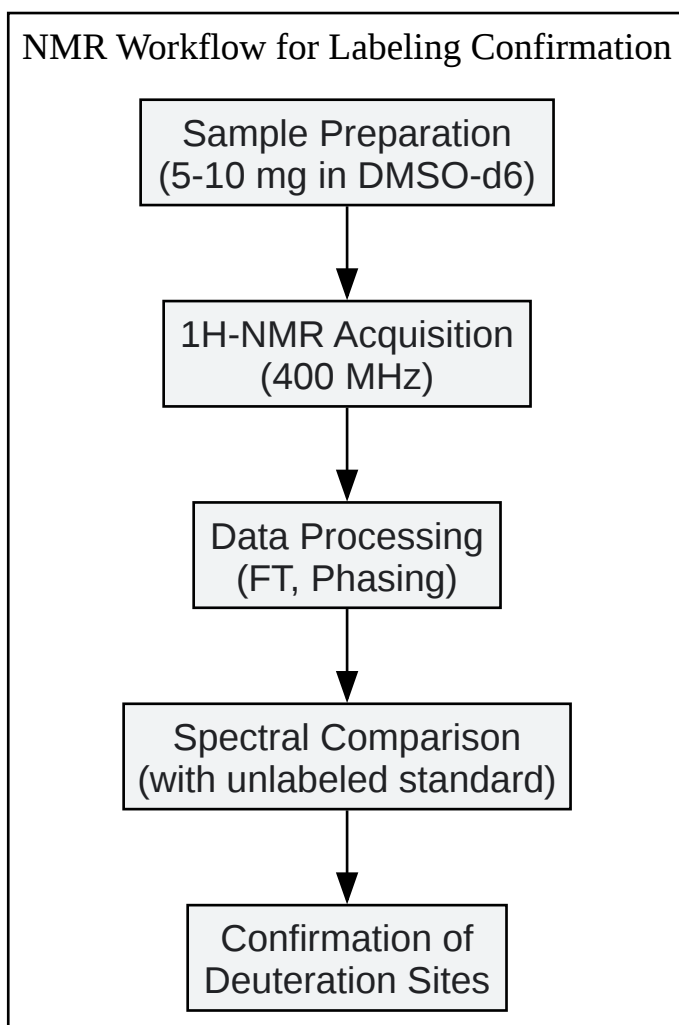 NMR Workflow for Labeling Confirmation
Sample Preparation
(5-10 mg in DMSO-d6)
1H-NMR Acquisition
(400 MHz)
Data Processing
(FT, Phasing)
Spectral Comparison
(with unlabeled standard)
Confirmation of
Deuteration Sites